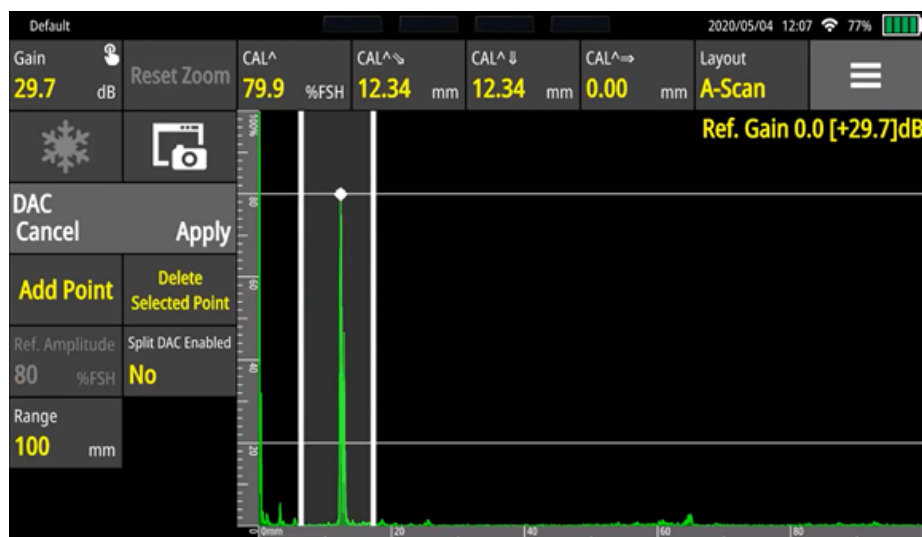 Default
2020/05/04 12:07 77%
Gain
29.7 dB
Reset Zoom
CAL^
79.9 %FSH
CAL^⇘
12.34 mm
CAL^⇓
12.34 mm
CAL^⇒
0.00 mm
Layout
A-Scan
Ref. Gain 0.0 [+29.7]dB
DAC
Cancel Apply
Add Point
Delete
Selected Point
Ref. Amplitude
80 %FSH
Split DAC Enabled
No
Range
100 mm
100%
80
60
40
20
0
0mm 20 40 60 80